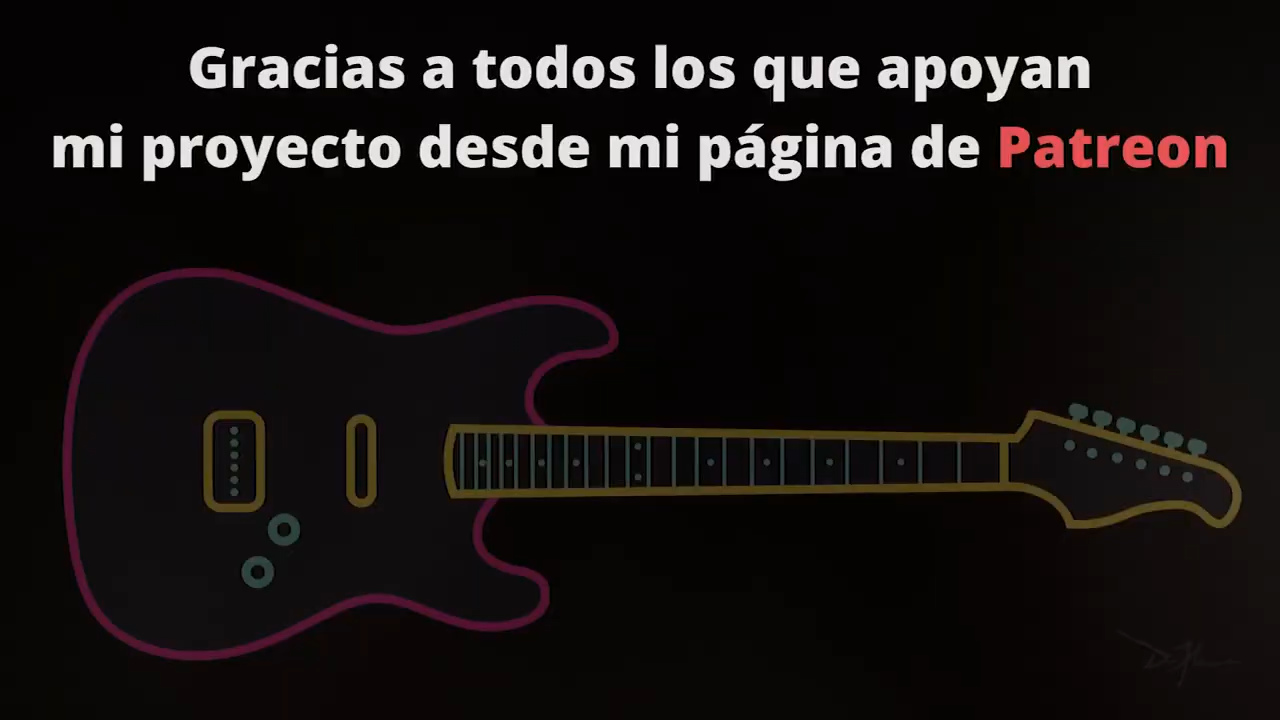 Gracias a todos los que apoyan
mi proyecto desde mi página de Patreon